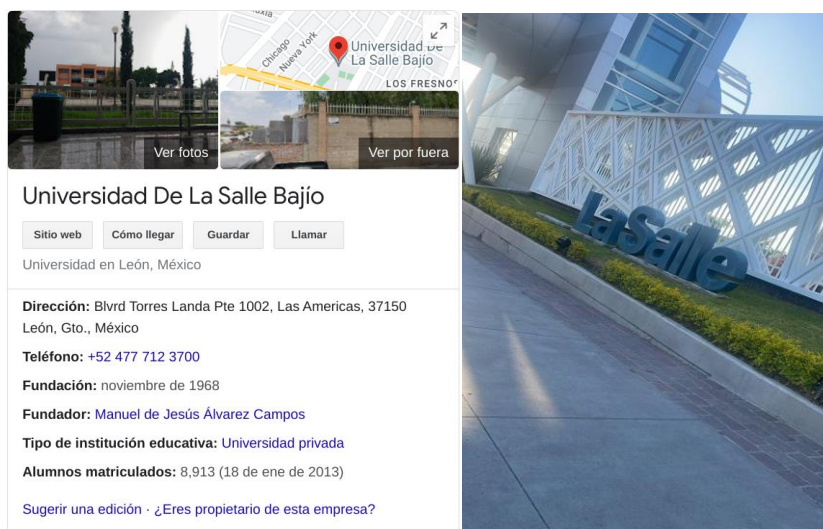 Chicago
Nueva York
Universidad De
La Salle Bajío
LOS FRESNOS
Ver fotos
Ver por fuera
Universidad De La Salle Bajío
Sitio web
Cómo llegar
Guardar
Llamar
Universidad en León, México
Dirección: Blvrd Torres Landa Pte 1002, Las Americas, 37150
León, Gto., México
Teléfono: +52 477 712 3700
Fundación: noviembre de 1968
Fundador: Manuel de Jesús Álvarez Campos
Tipo de institución educativa: Universidad privada
Alumnos matriculados: 8,913 (18 de ene de 2013)
Sugerir una edición · ¿Eres propietario de esta empresa?
LaSalle